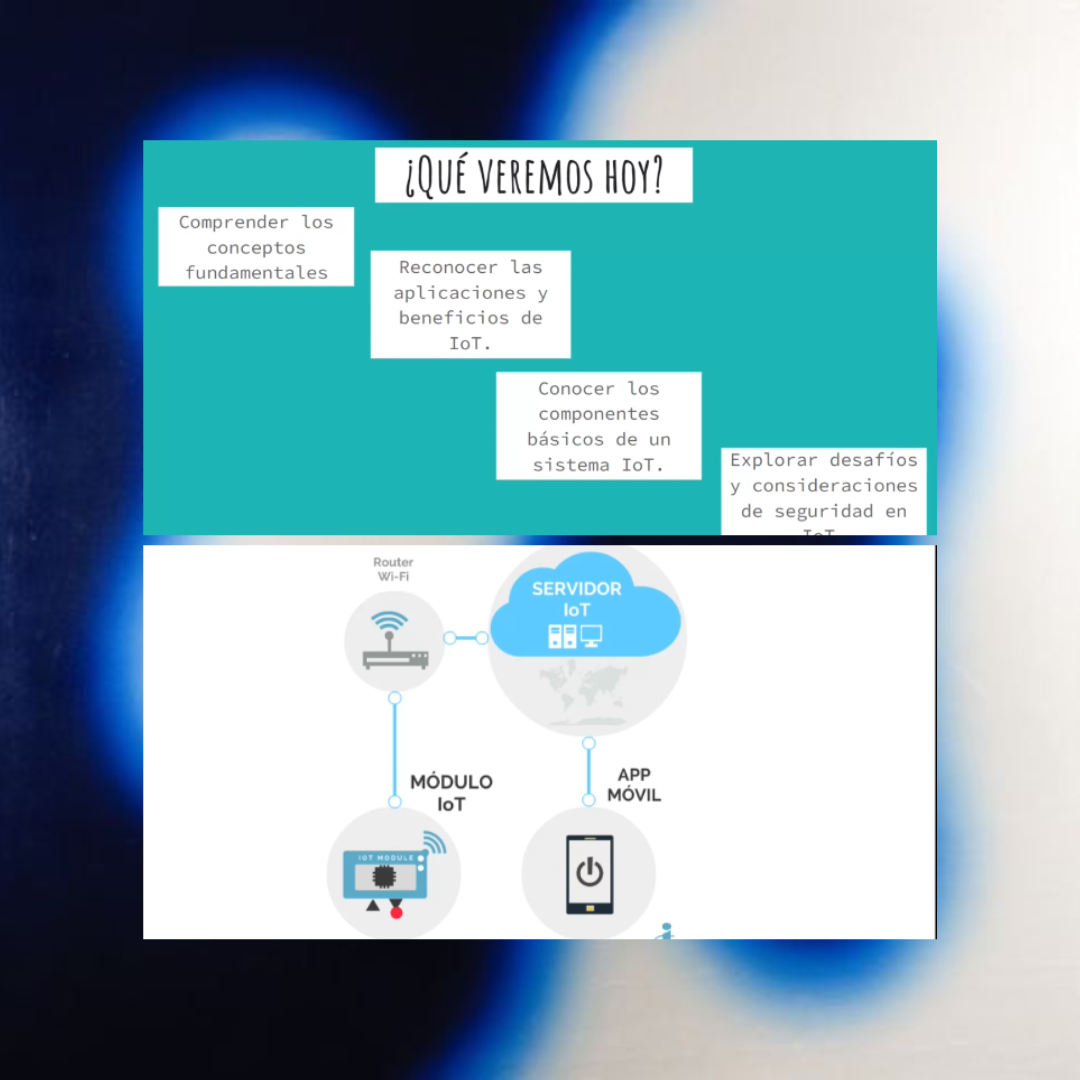 ¿QUÉ VEREMOS HOY?
Comprender los
conceptos
fundamentales
Reconocer las
aplicaciones y
beneficios de
IoT.
Conocer los
componentes
básicos de un
sistema IoT.
Explorar desafíos
y consideraciones
de seguridad en
IoT
Router
Wi-Fi
SERVIDOR
IoT
MÓDULO
IoT
APP
MÓVIL
IOT MODULE